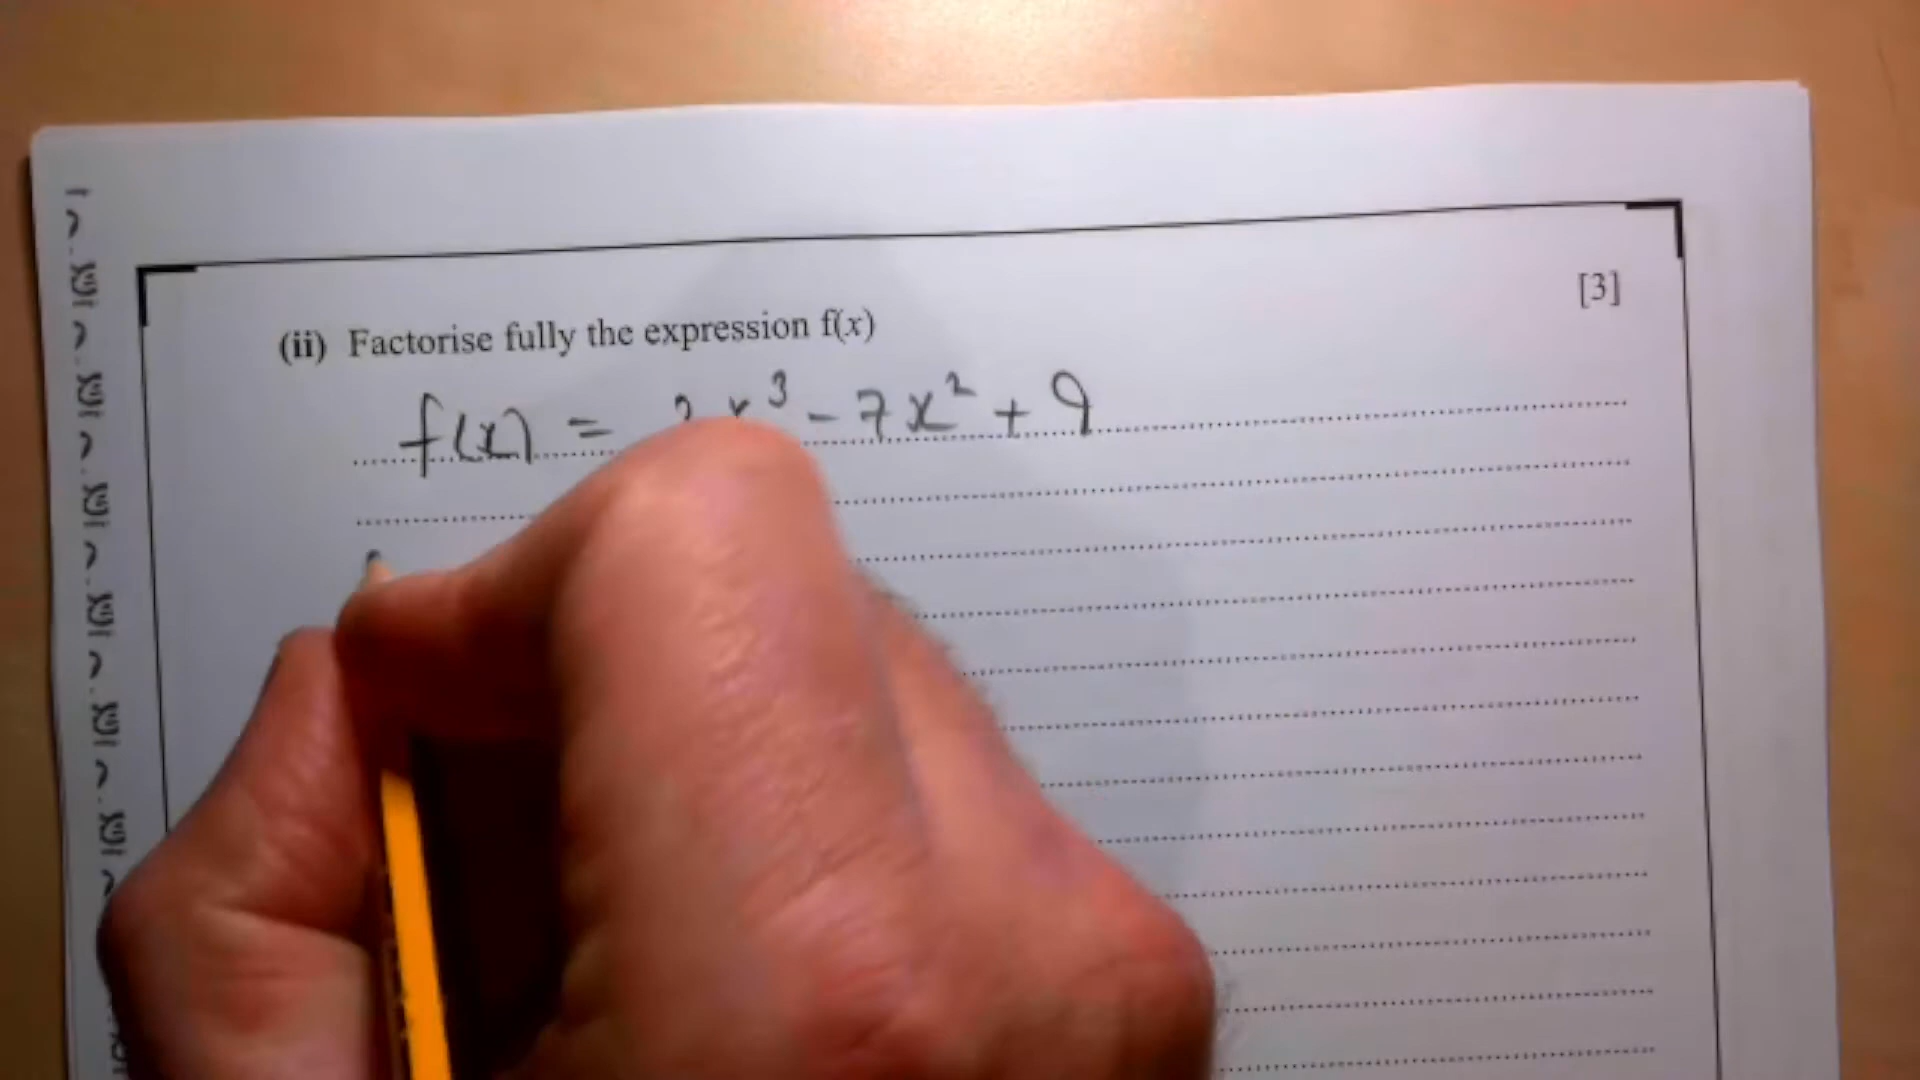 [3]
(ii) Factorise fully the expression f(x)
f(x) = x³ - 7x² + 9